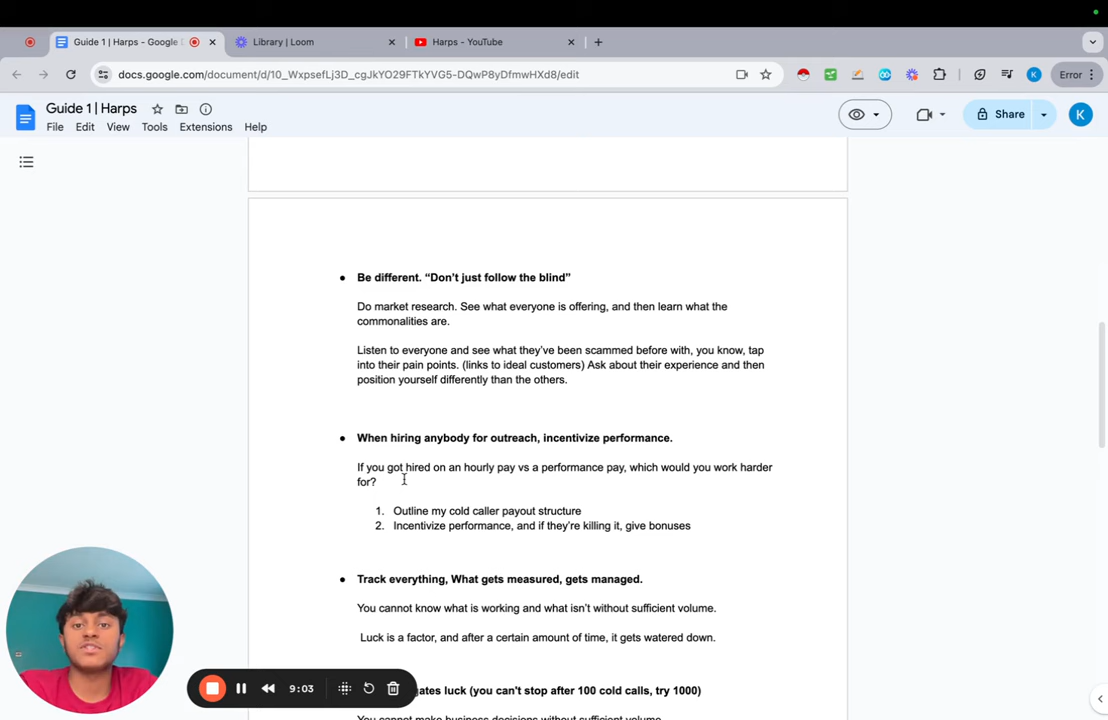 Guide 1 | Harps - Google
Library | Loom
Harps - YouTube
docs.google.com/document/d/10_WxpsefLj3D_cgJkYO29FTkYVG5-DQwP8yDfmwHXd8/edit
K
Error
Guide 1 | Harps
File Edit View Tools Extensions Help
Share
K
● Be different. “Don’t just follow the blind”
Do market research. See what everyone is offering, and then learn what the
commonalities are.
Listen to everyone and see what they’ve been scammed before with, you know, tap
into their pain points. (links to ideal customers) Ask about their experience and then
position yourself differently than the others.
● When hiring anybody for outreach, incentivize performance.
If you got hired on an hourly pay vs a performance pay, which would you work harder
for?
1. Outline my cold caller payout structure
2. Incentivize performance, and if they’re killing it, give bonuses
● Track everything, What gets measured, gets managed.
You cannot know what is working and what isn’t without sufficient volume.
Luck is a factor, and after a certain amount of time, it gets watered down.
9:03
luck (you can't stop after 100 cold calls, try 1000)
You cannot make business decisions without sufficient volume